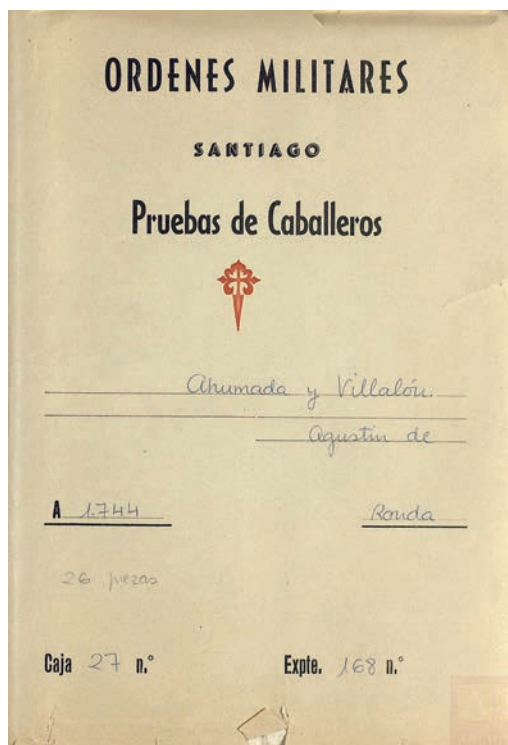 ORDENES MILITARES
SANTIAGO
Pruebas de Caballeros
Ahumada y Villalón.
Agustín de
A 1.744
Ronda
26 piezas
Caja 27 n.° Expte. 168 n.°